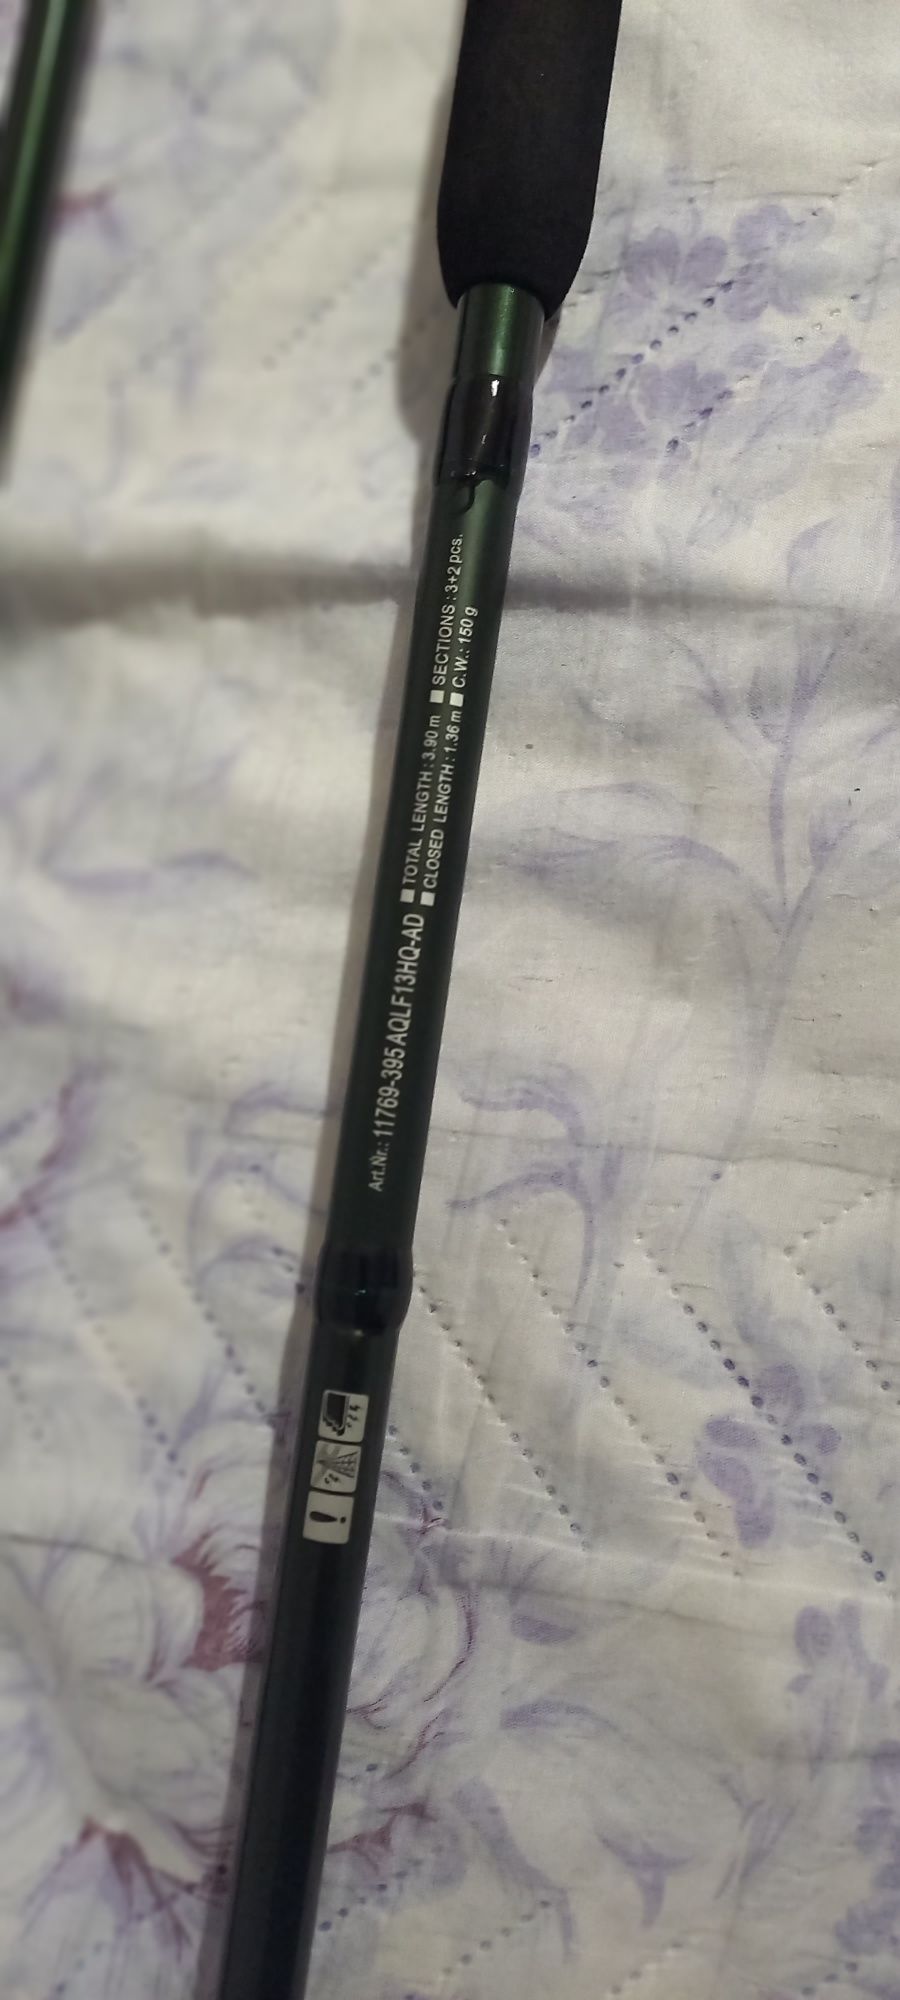 Art.Nr.: 11769-395 AQLF13HQ-AD
■ TOTAL LENGTH : 3.90 m ■ SECTIONS : 3+2 pcs.
■ CLOSED LENGTH : 1.36 m ■ C.W. : 150 g